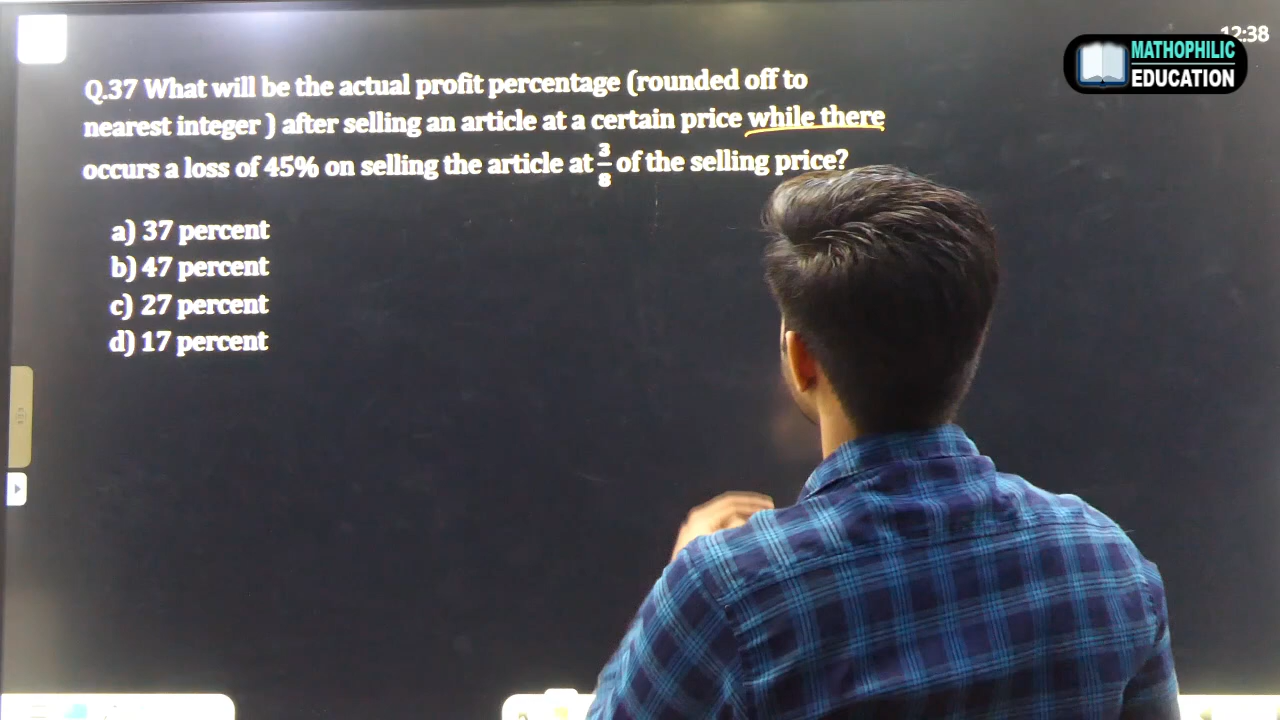 12:38
MATHOPHILIC
EDUCATION
Q.37 What will be the actual profit percentage (rounded off to
nearest integer ) after selling an article at a certain price while there
occurs a loss of 45% on selling the article at 3/8 of the selling price?
a) 37 percent
b) 47 percent
c) 27 percent
d) 17 percent